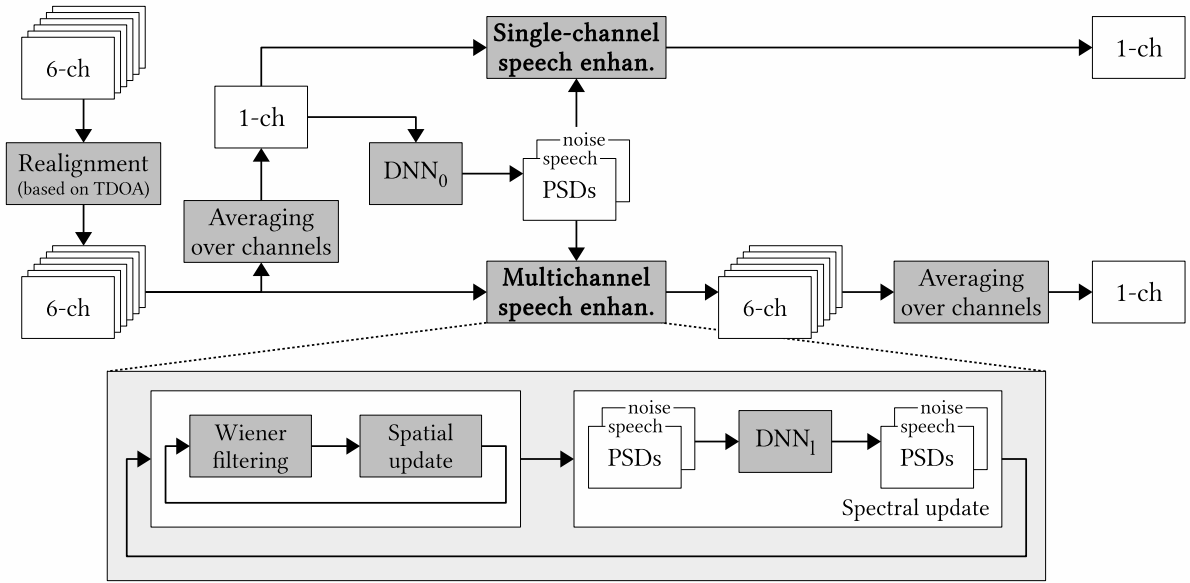 6-ch
Realignment
(based on TDOA)
6-ch
1-ch
Averaging
over channels
DNN0
Single-channel
speech enhan.
noise
speech
PSDs
Multichannel
speech enhan.
1-ch
6-ch
Averaging
over channels
1-ch
Wiener
filtering
Spatial
update
noise
speech
PSDs
DNNl
noise
speech
PSDs
Spectral update